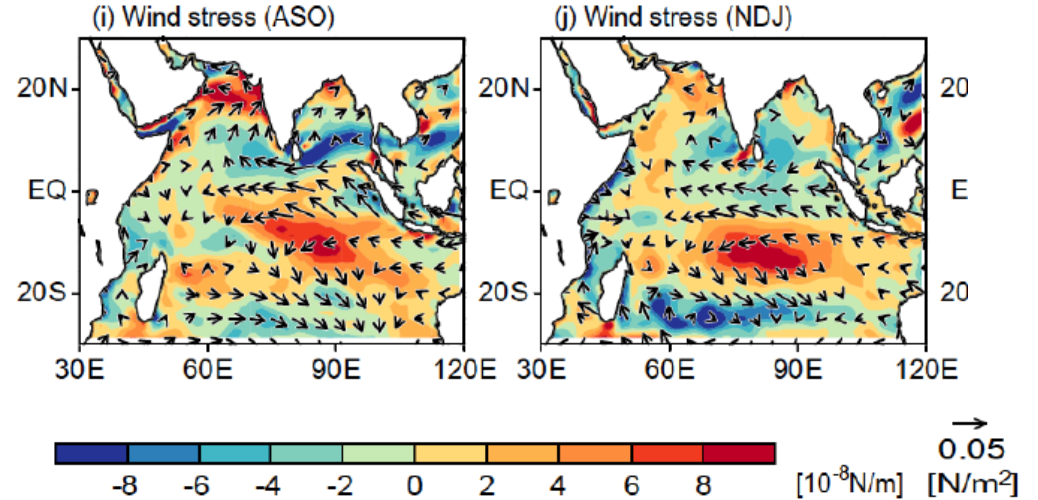 (i) Wind stress (ASO) (j) Wind stress (NDJ)
20N 20N 20
EQ EQ E
20S 20S 20
30E 60E 90E 120E 30E 60E 90E 120E
-8 -6 -4 -2 0 2 4 6 8 [10⁻⁸N/m] 0.05
[N/m²]